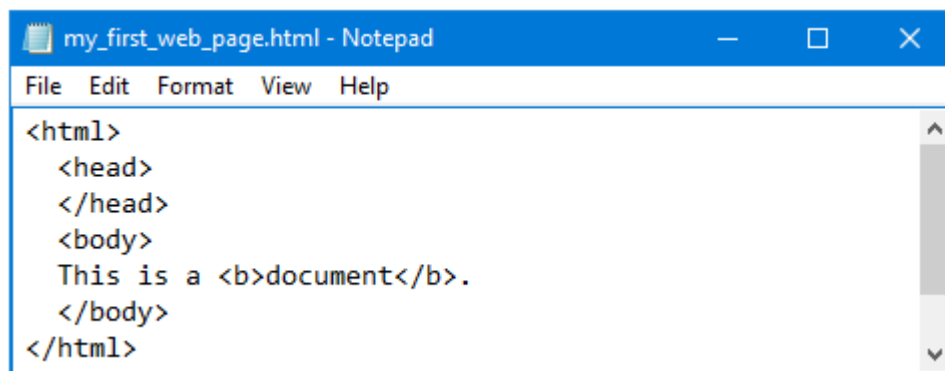 my_first_web_page.html - Notepad
File Edit Format View Help
<html>
  <head>
  </head>
  <body>
  This is a <b>document</b>.
  </body>
</html>